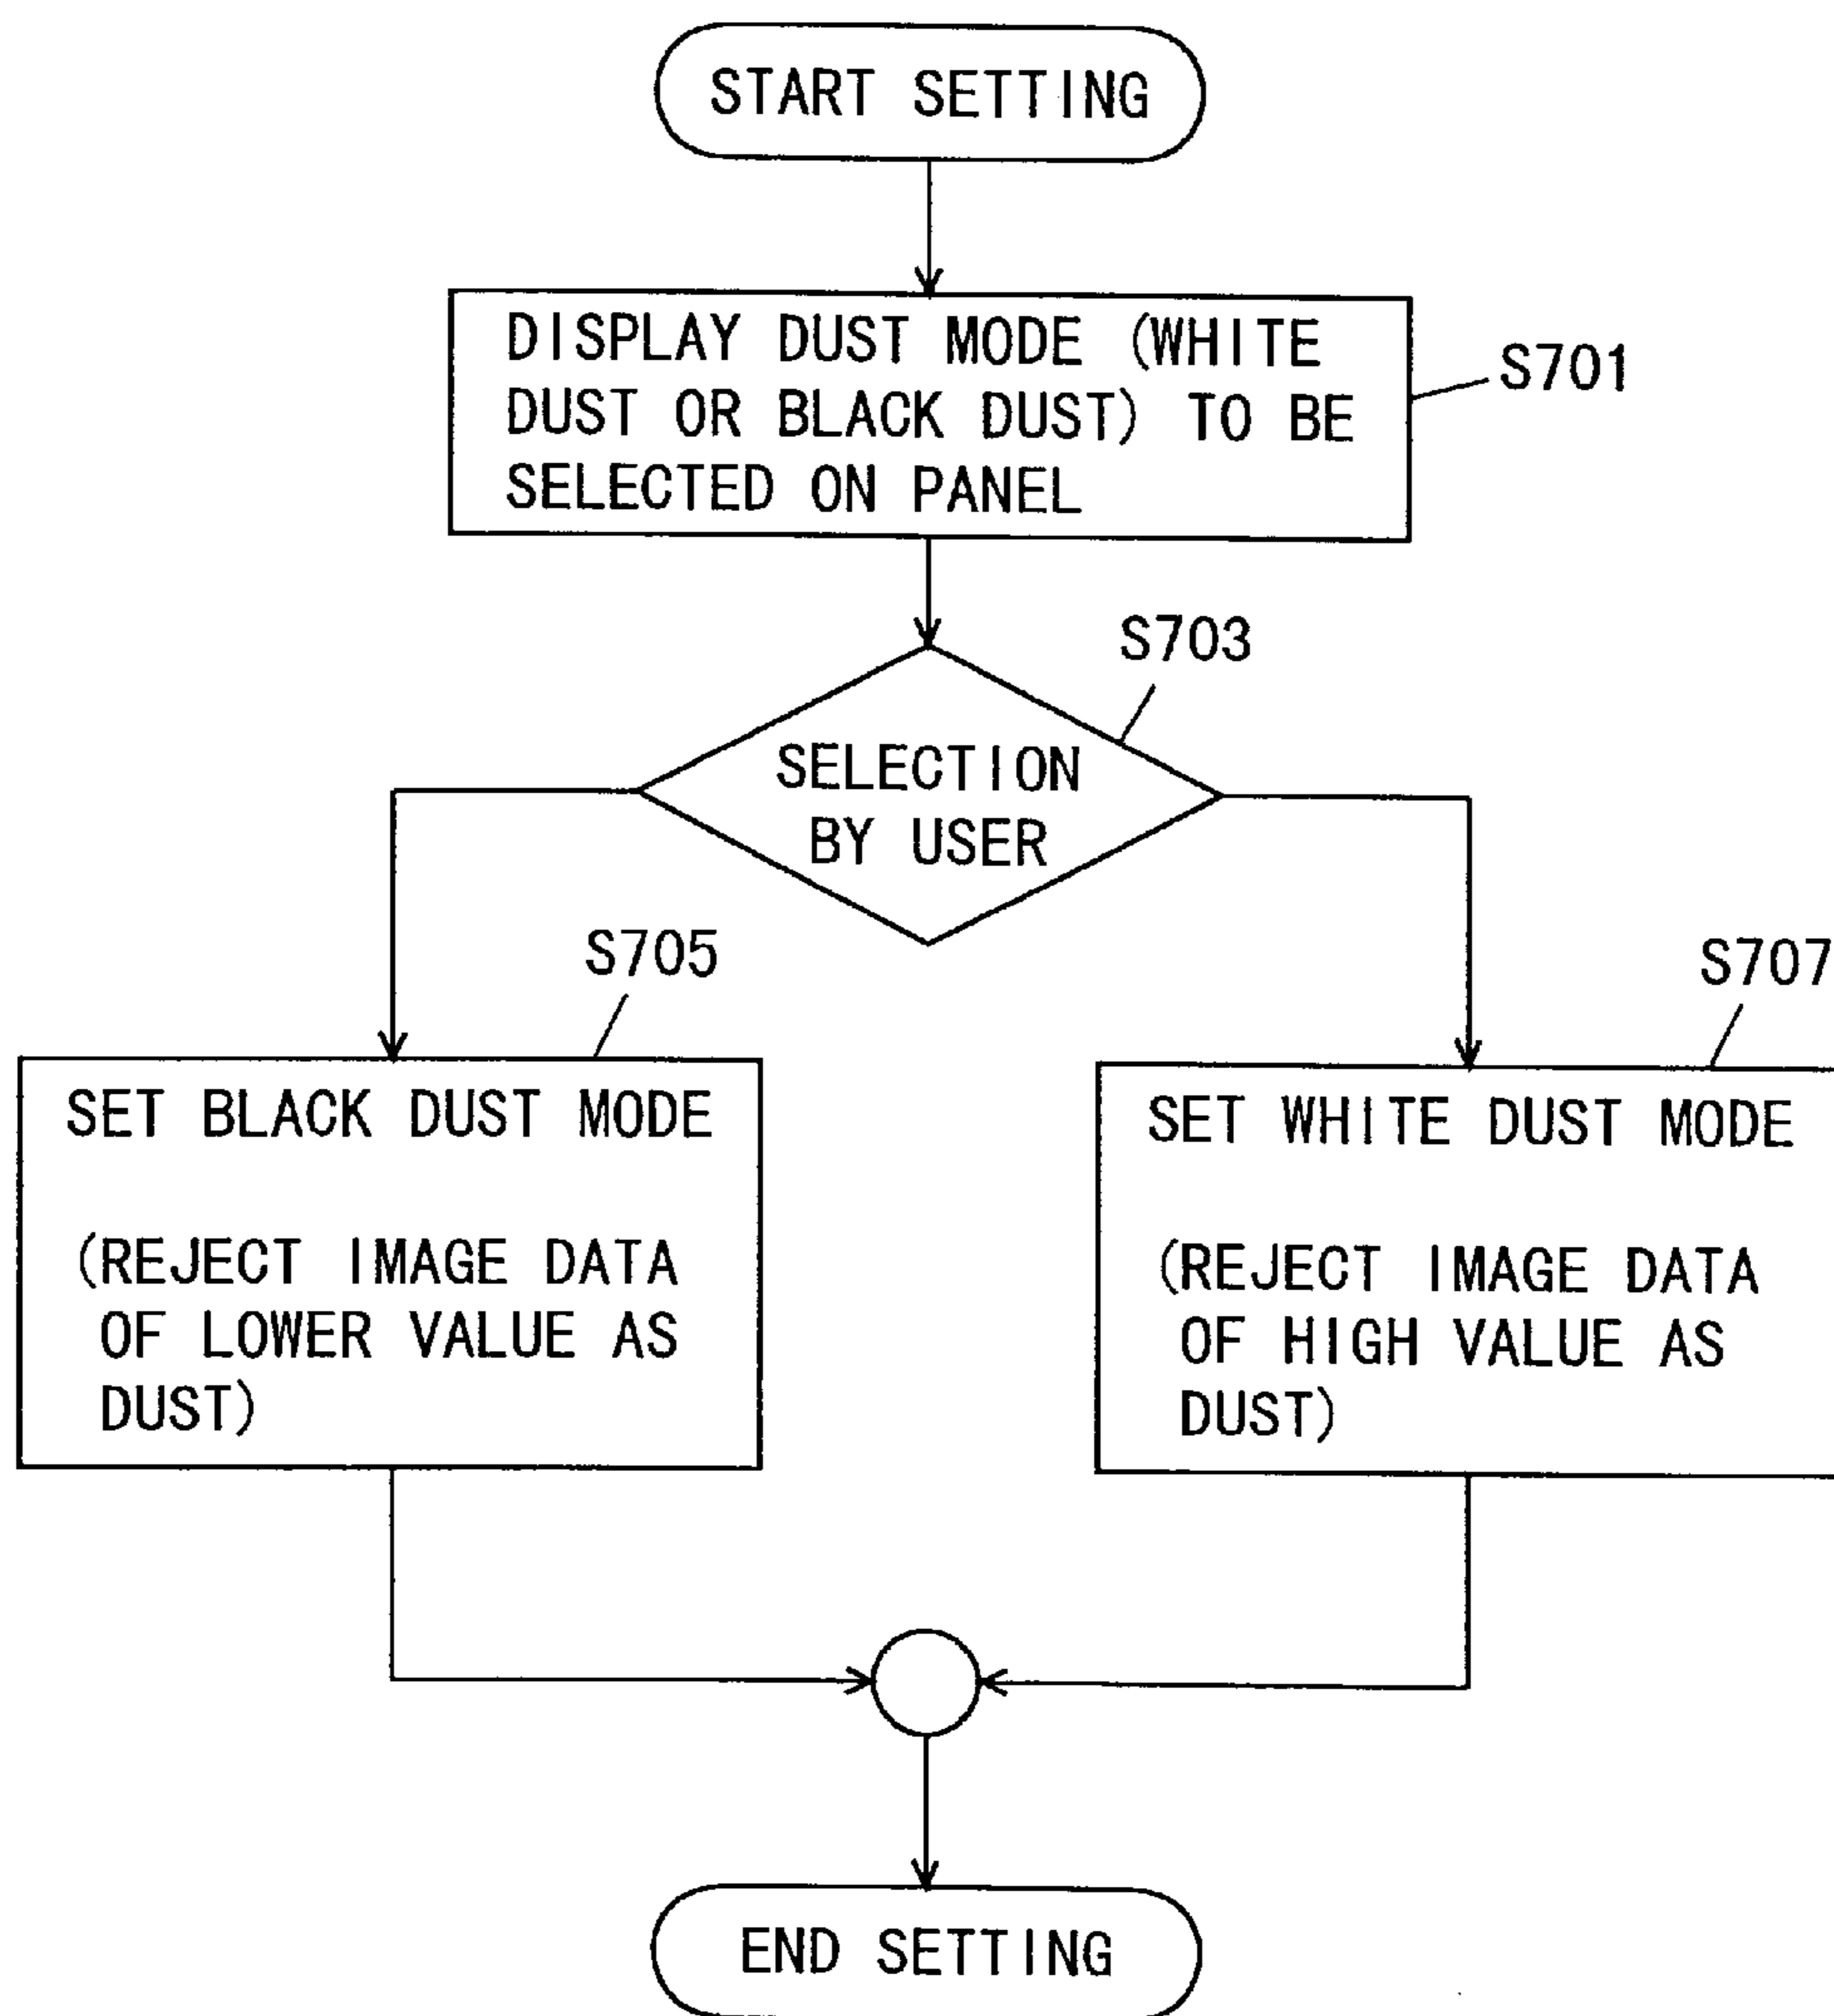 START SETTING
DISPLAY DUST MODE (WHITE
DUST OR BLACK DUST) TO BE
SELECTED ON PANEL
S701
S703
SELECTION
BY USER
S705
SET BLACK DUST MODE
(REJECT IMAGE DATA
OF LOWER VALUE AS
DUST)
S707
SET WHITE DUST MODE
(REJECT IMAGE DATA
OF HIGH VALUE AS
DUST)
END SETTING